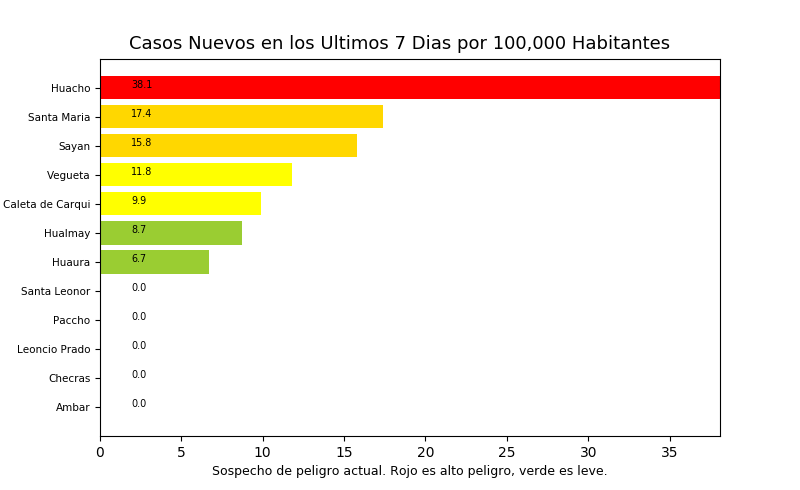 Casos Nuevos en los Ultimos 7 Dias por 100,000 Habitantes
Huacho 38.1
Santa Maria 17.4
Sayan 15.8
Vegueta 11.8
Caleta de Carqui 9.9
Hualmay 8.7
Huaura 6.7
Santa Leonor 0.0
Paccho 0.0
Leoncio Prado 0.0
Checras 0.0
Ambar 0.0
0 5 10 15 20 25 30 35
Sospecho de peligro actual. Rojo es alto peligro, verde es leve.